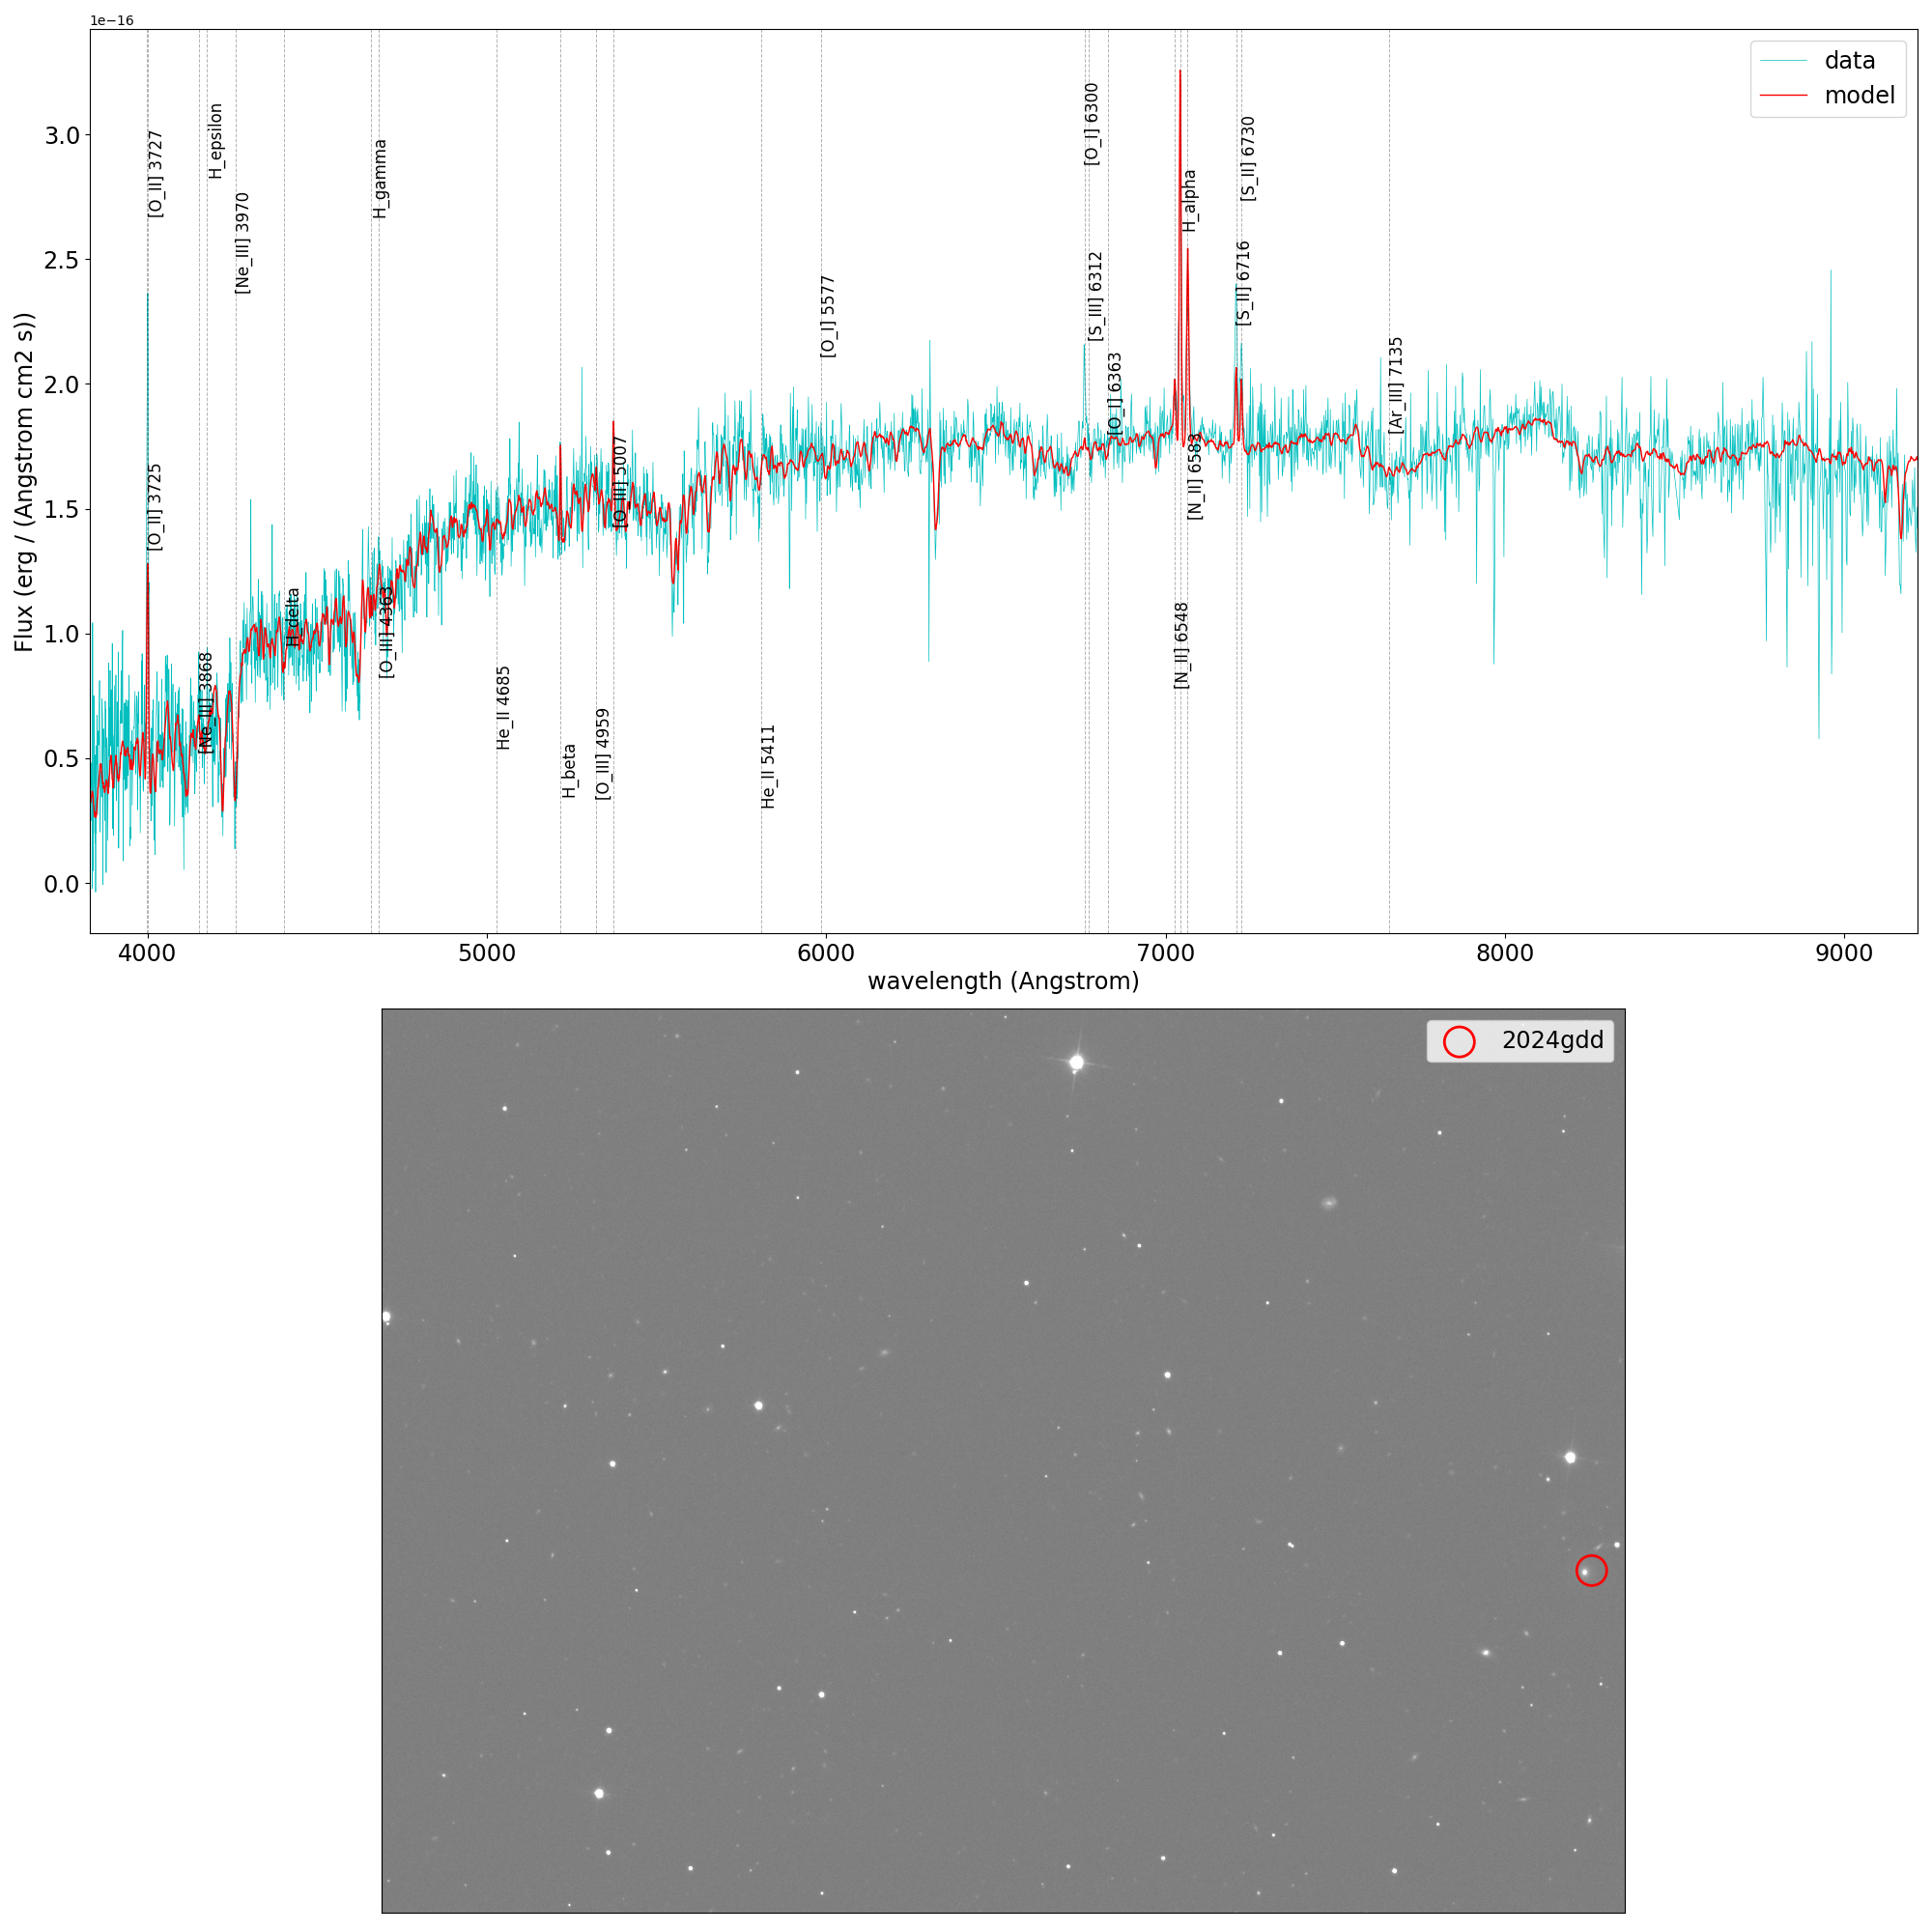 1e−16
data
model
[O_II] 3727
H_epsilon
[Ne_III] 3970
H_gamma
[O_I] 6300
H_alpha
[S_II] 6730
[O_I] 5577
[S_III] 6312
[S_II] 6716
[O_I] 6363
[Ar_III] 7135
[O_II] 3725
[O_III] 5007
[N_II] 6583
H_delta
[O_III] 4363
[N_II] 6548
[Ne_III] 3868
He_II 4685
H_beta
[O_III] 4959
He_II 5411
3.0
2.5
2.0
1.5
1.0
0.5
0.0
Flux (erg / (Angstrom cm2 s))
4000 5000 6000 7000 8000 9000
wavelength (Angstrom)
2024gdd